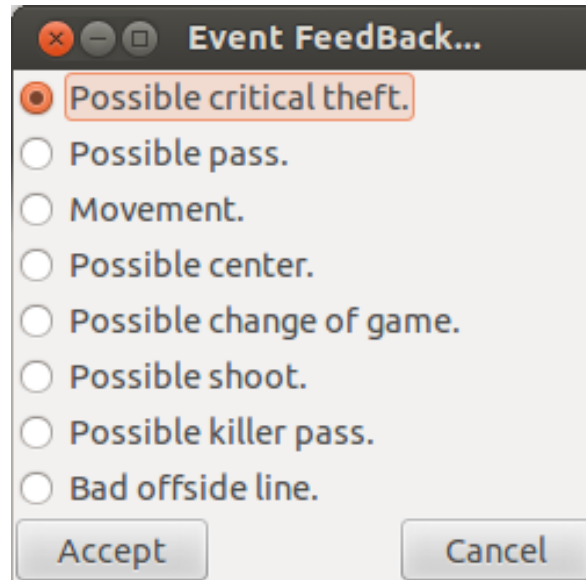 Event FeedBack...
Possible critical theft.
Possible pass.
Movement.
Possible center.
Possible change of game.
Possible shoot.
Possible killer pass.
Bad offside line.
Accept Cancel